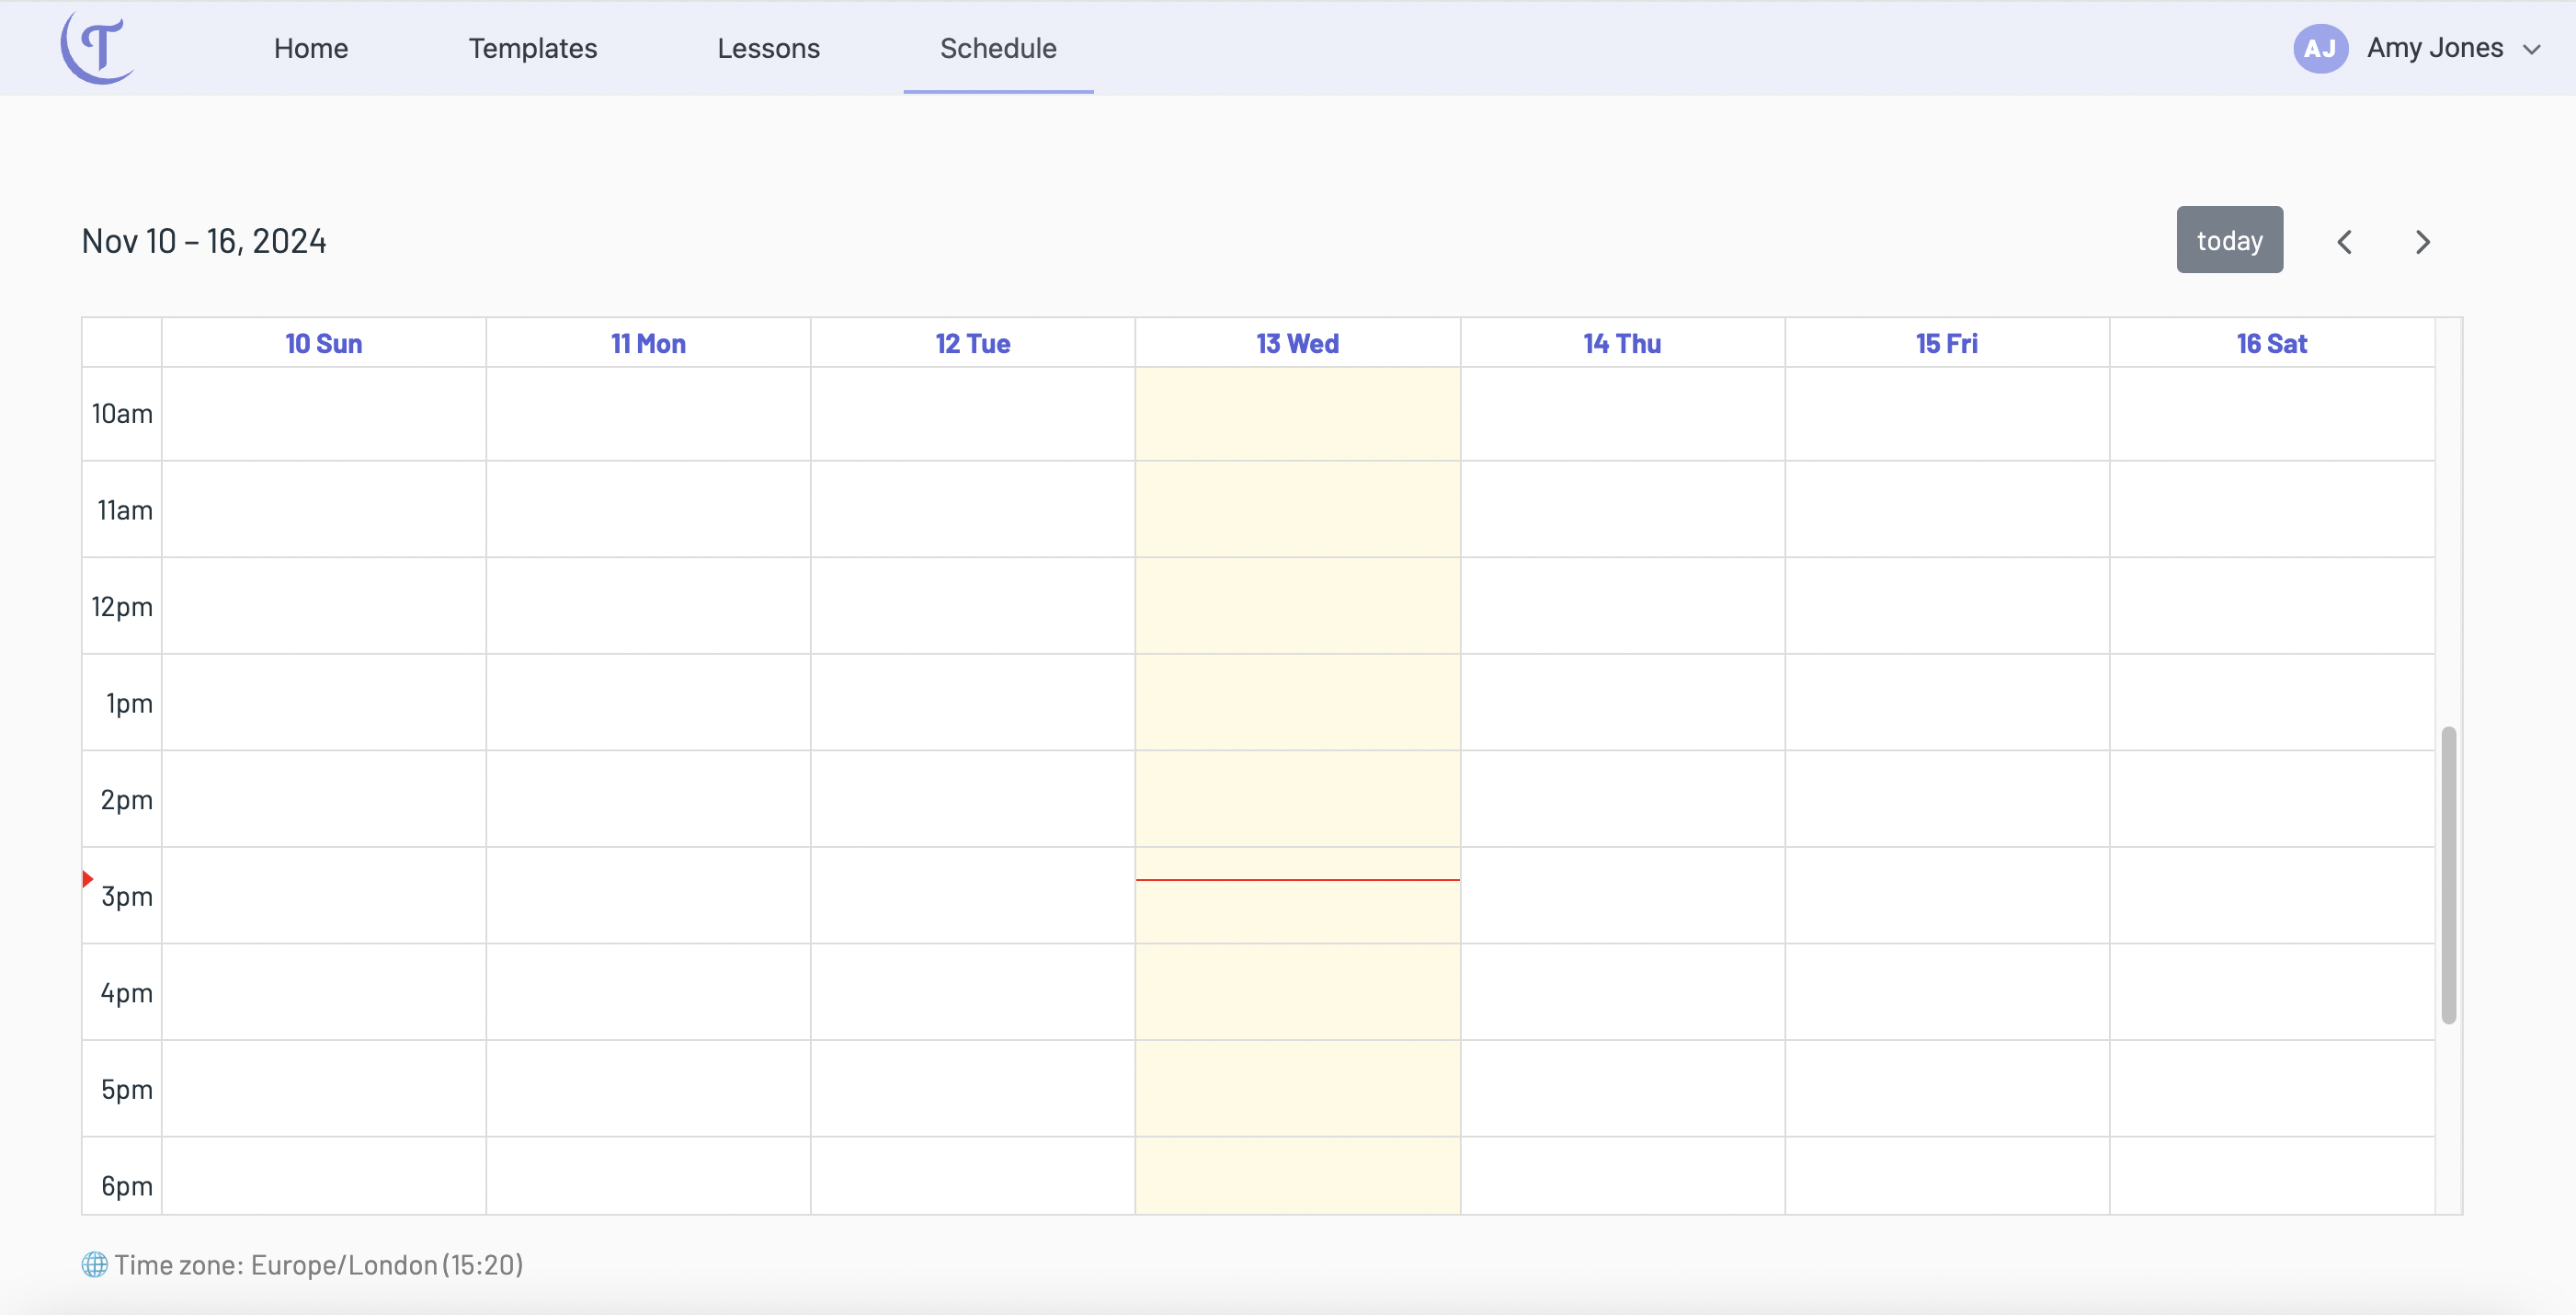 T Home Templates Lessons Schedule AJ Amy Jones
Nov 10 – 16, 2024 today
10 Sun 11 Mon 12 Tue 13 Wed 14 Thu 15 Fri 16 Sat
10am
11am
12pm
1pm
2pm
3pm
4pm
5pm
6pm
Time zone: Europe/London (15:20)